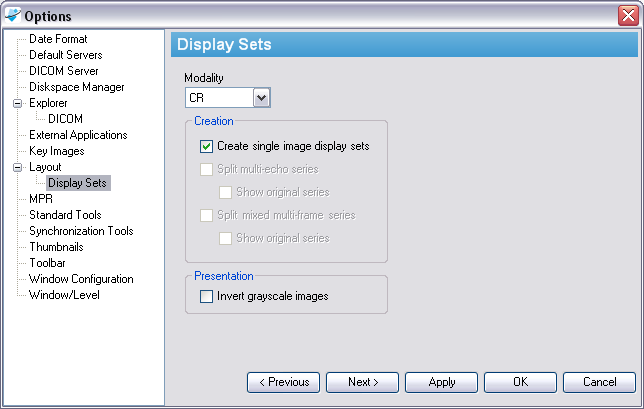 Options
Date Format
Default Servers
DICOM Server
Diskspace Manager
Explorer
DICOM
External Applications
Key Images
Layout
Display Sets
MPR
Standard Tools
Synchronization Tools
Thumbnails
Toolbar
Window Configuration
Window/Level
Display Sets
Modality
CR
Creation
Create single image display sets
Split multi-echo series
Show original series
Split mixed multi-frame series
Show original series
Presentation
Invert grayscale images
< Previous
Next >
Apply
OK
Cancel